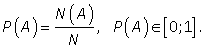 P(A) = N(A)/N, P(A)∈[0;1].